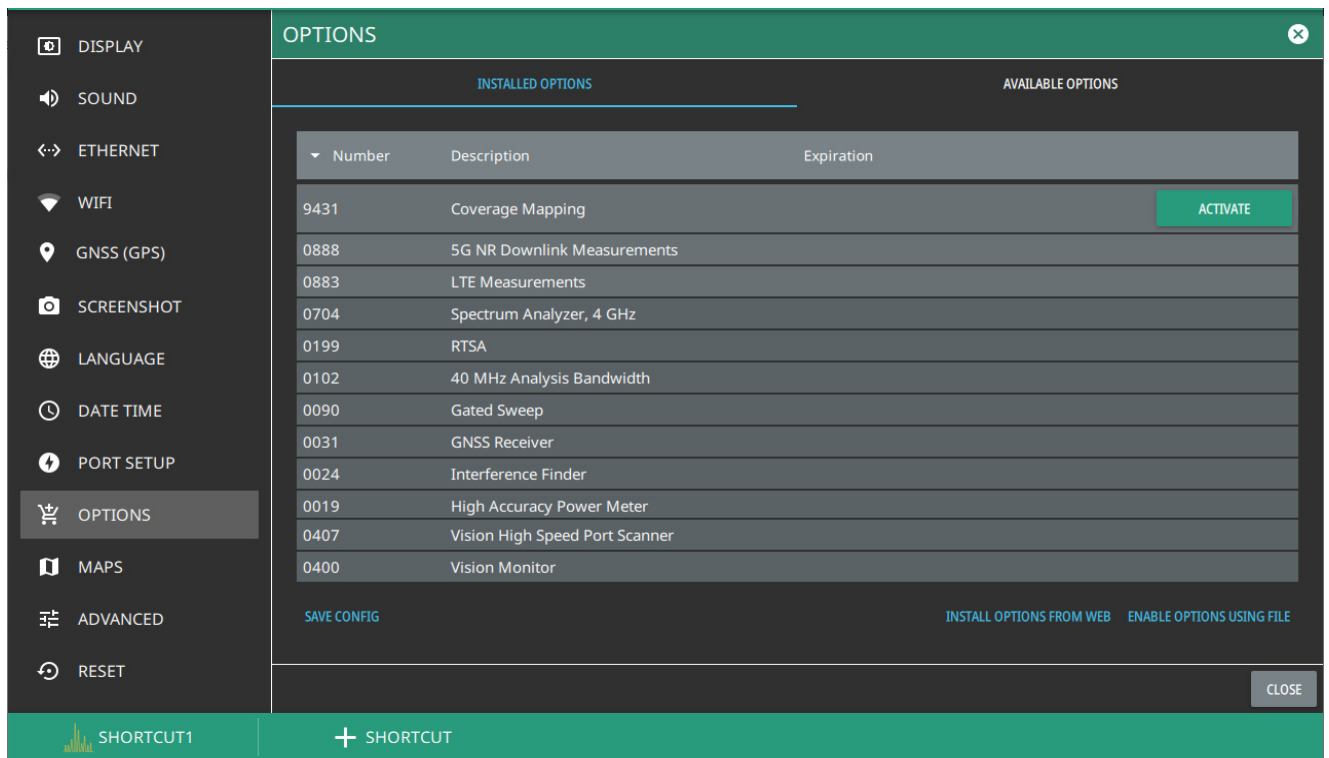 DISPLAY
SOUND
ETHERNET
WIFI
GNSS (GPS)
SCREENSHOT
LANGUAGE
DATE TIME
PORT SETUP
OPTIONS
MAPS
ADVANCED
RESET
OPTIONS
INSTALLED OPTIONS AVAILABLE OPTIONS
Number Description Expiration
9431 Coverage Mapping ACTIVATE
0888 5G NR Downlink Measurements
0883 LTE Measurements
0704 Spectrum Analyzer, 4 GHz
0199 RTSA
0102 40 MHz Analysis Bandwidth
0090 Gated Sweep
0031 GNSS Receiver
0024 Interference Finder
0019 High Accuracy Power Meter
0407 Vision High Speed Port Scanner
0400 Vision Monitor
SAVE CONFIG INSTALL OPTIONS FROM WEB ENABLE OPTIONS USING FILE
CLOSE
SHORTCUT1 SHORTCUT